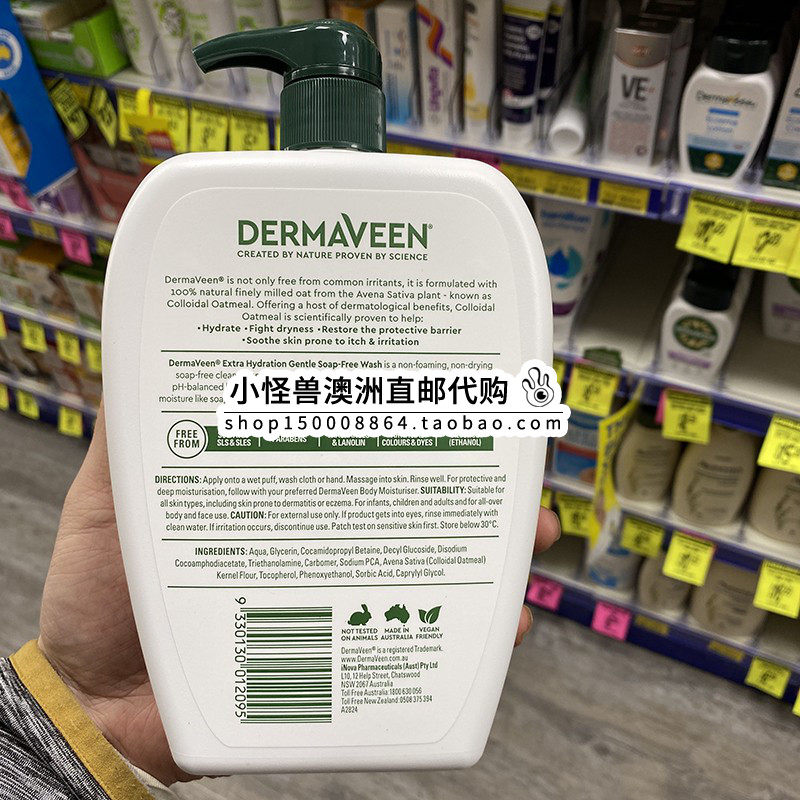 DERMAVEEN®
CREATED BY NATURE PROVEN BY SCIENCE
DermaVeen® is not only free from common irritants, it is formulated with
100% natural finely milled oat from the Avena Sativa plant - known as
Colloidal Oatmeal. Offering a host of dermatological benefits, Colloidal
Oatmeal is scientifically proven to help:
• Hydrate • Fight dryness • Restore the protective barrier
• Soothe skin prone to itch & irritation
DermaVeen® Extra Hydration Gentle Soap-Free Wash is a non-foaming, non-drying
soap-free
pH-balanced
moisture like
小怪兽澳洲直邮代购
shop150008864.taobao.com
FREE FROM
SLS & SLES
PARABENS
& LANOLIN
COLOURS & DYES
(ETHANOL)
DIRECTIONS: Apply onto a wet puff, wash cloth or hand. Massage into skin. Rinse well. For protective and
deep moisturisation, follow with your preferred DermaVeen Body Moisturiser. SUITABILITY: Suitable for
all skin types, including skin prone to dermatitis or eczema. For infants, children and adults and for all-over
body and face use. CAUTION: For external use only. If product gets into eyes, rinse immediately with
clean water. If irritation occurs, discontinue use. Patch test on sensitive skin first. Store below 30°C.
INGREDIENTS: Aqua, Glycerin, Cocamidopropyl Betaine, Decyl Glucoside, Disodium
Cocoamphodiacetate, Triethanolamine, Carbomer, Sodium PCA, Avena Sativa (Colloidal Oatmeal)
Kernel Flour, Tocopherol, Phenoxyethanol, Sorbic Acid, Caprylyl Glycol.
9 330130 012095
NOT TESTED
ON ANIMALS
MADE IN
AUSTRALIA
VEGAN
FRIENDLY
DermaVeen® is a registered Trademark.
www.DermaVeen.com.au
iNova Pharmaceuticals (Aust) Pty Ltd
L10, 12 Help Street, Chatswood
NSW 2067 Australia
Toll Free Australia: 1800 630 056
Toll Free New Zealand: 0508 375 394
A2824
VE
DermaVeen